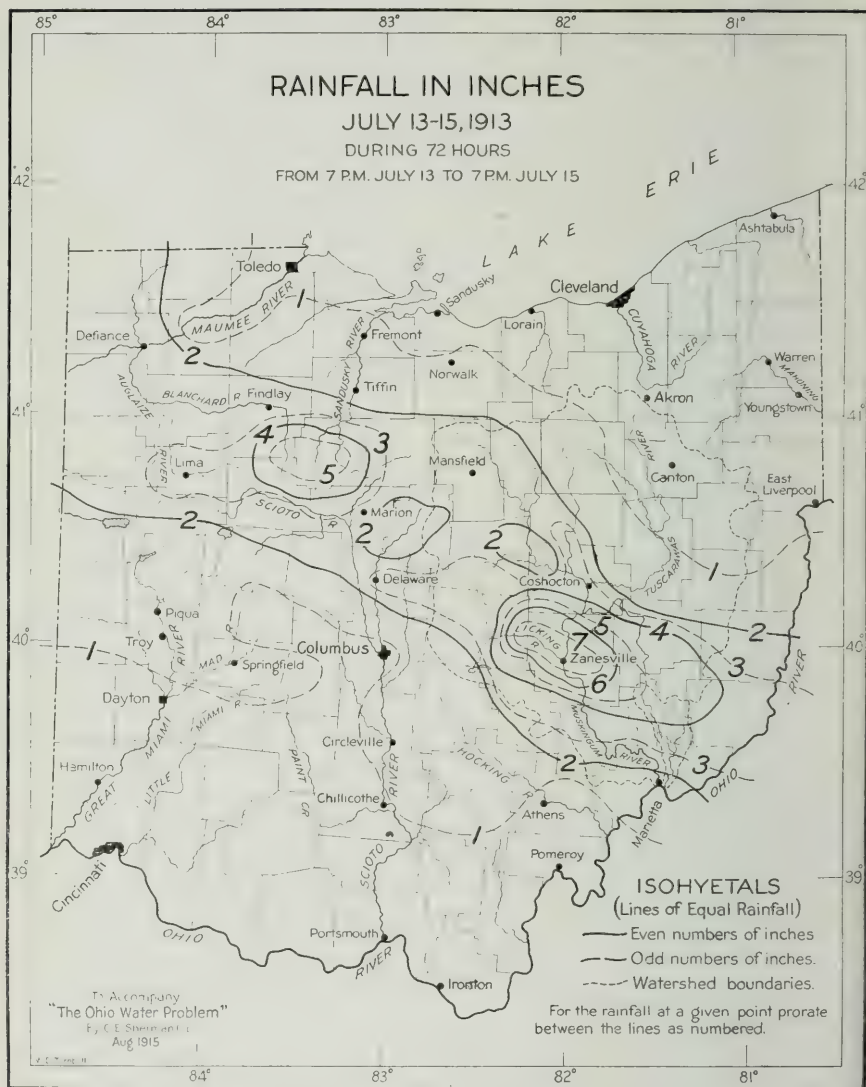 85° 84° 83° 82° 81°
RAINFALL IN INCHES
JULY 13-15, 1913
DURING 72 HOURS
FROM 7 P.M. JULY 13 TO 7 P.M. JULY 15
42° 42°
LAKE ERIE
Ashtabula
Toledo
Cleveland
Sandusky
1
MAUMEE RIVER
Lorain
Defiance
Fremont
CUYAHOGA RIVER
2
Norwalk
Warren
MAHONING
SANDUSKY RIVER
Tiffin
AUGLAIZE RIVER
BLANCHARD R
Findlay
Akron
Youngstown
41° 41°
4
3
Lima
5
Mansfield
RIVER
Canton
East
Liverpool
SCIOTO R
Marion
2
2
2
TUSCARAWAS
1
Delaware
Coshocton
Piqua
5
4
2
40° 40°
Troy
RIVER
1
Columbus
LICKING R
7
Zanesville
3
MAD R
Springfield
6
Dayton
MIAMI
MIAMI R
RIVER
Circleville
MUSKINGUM RIVER
3
Hamilton
GREAT
LITTLE
PAINT CR
RIVER
HOCKING R
2
OHIO
Chillicothe
1
Athens
Marietta
39° 39°
Cincinnati
SCIOTO
Pomeroy
OHIO
RIVER
Portsmouth
Ironton
ISOHYETALS
(Lines of Equal Rainfall)
Even numbers of inches
Odd numbers of inches.
Watershed boundaries.
For the rainfall at a given point prorate
between the lines as numbered.
To Accompany
"The Ohio Water Problem"
By C.E. Sherman
Aug 1915
84° 83° 82° 81°